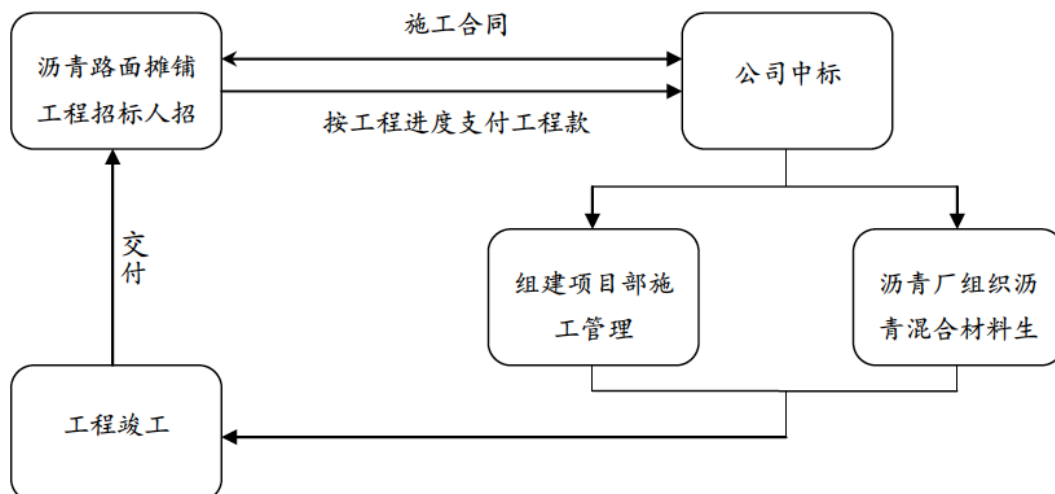 施工合同
沥青路面摊铺
工程招标人招
公司中标
按工程进度支付工程款
交
付
组建项目部施
工管理
沥青厂组织沥
青混合材料生
工程竣工